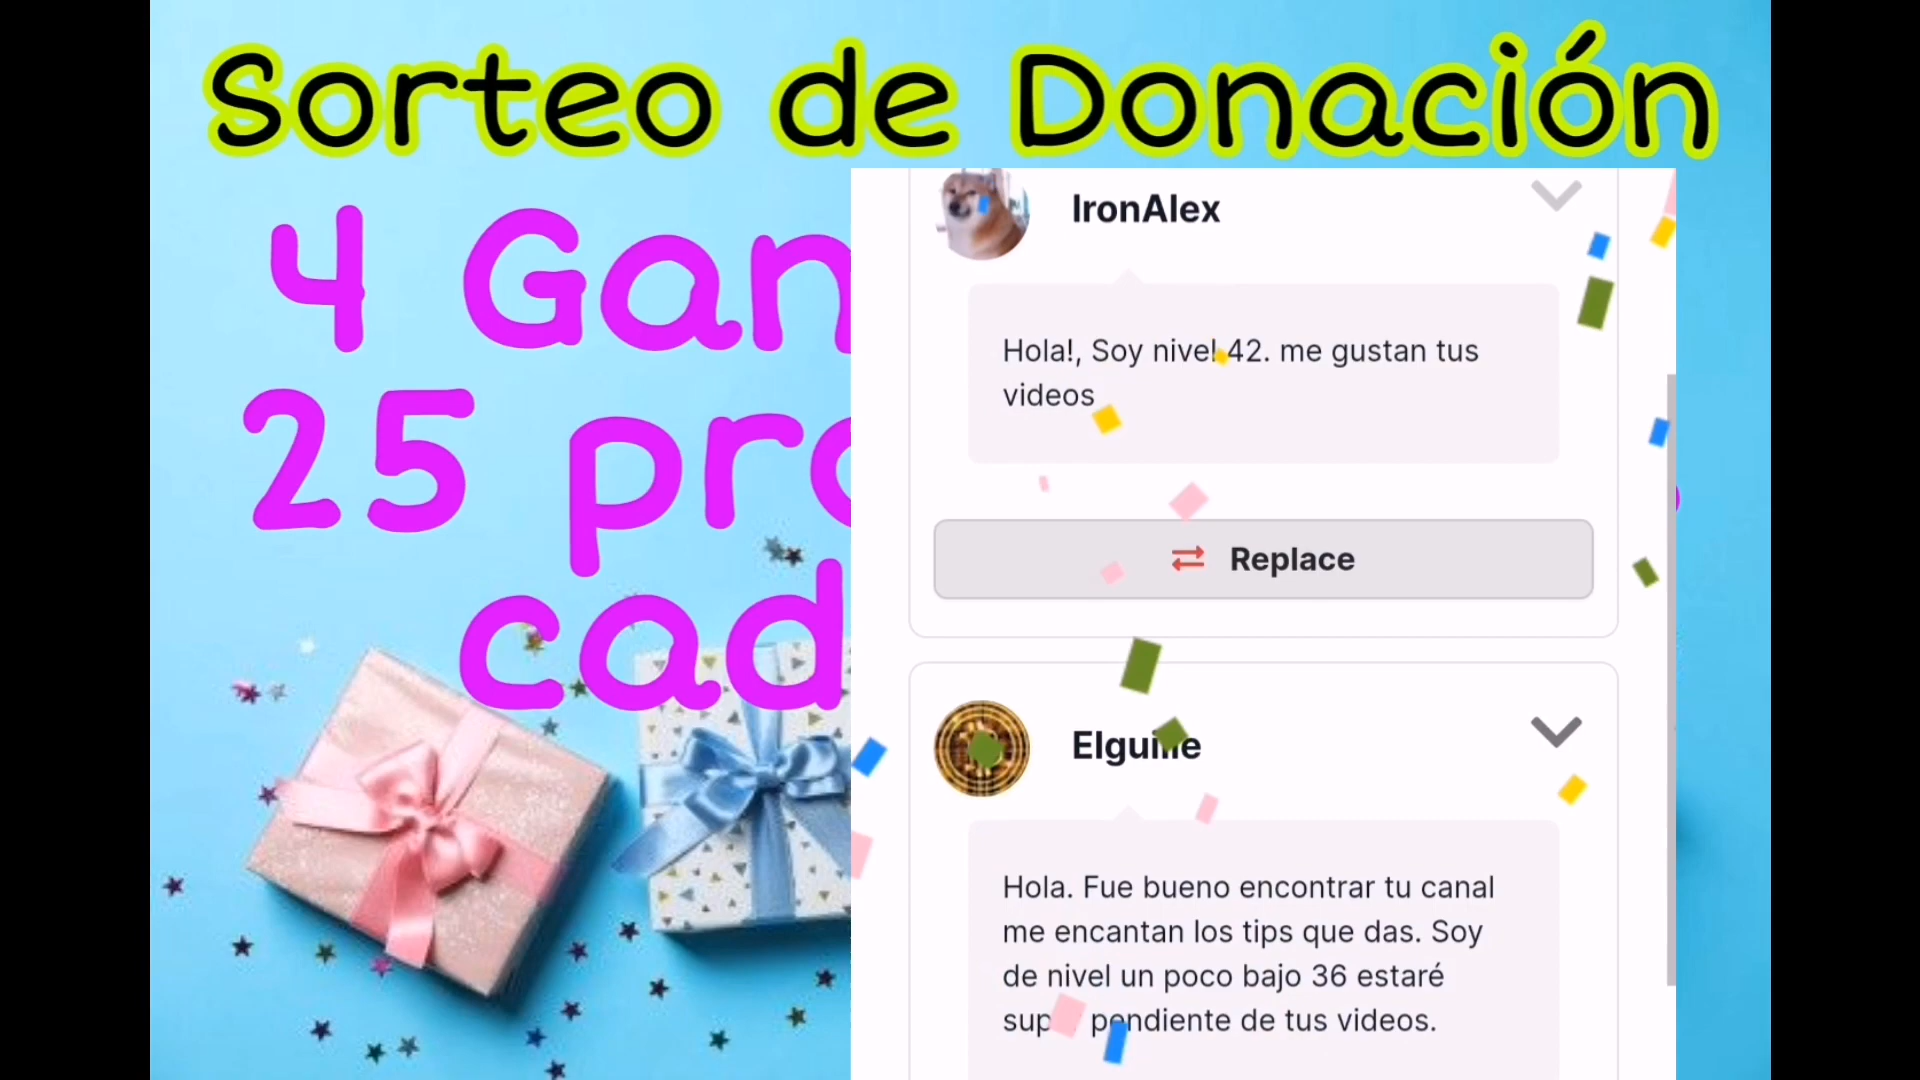 Sorteo de Donación
4 Gan
25 pro
cad
IronAlex
Hola!, Soy nivel 42. me gustan tus
videos
Replace
Hola. Fue bueno encontrar tu canal
me encantan los tips que das. Soy
de nivel un poco bajo 36 estaré
pendiente de tus videos.